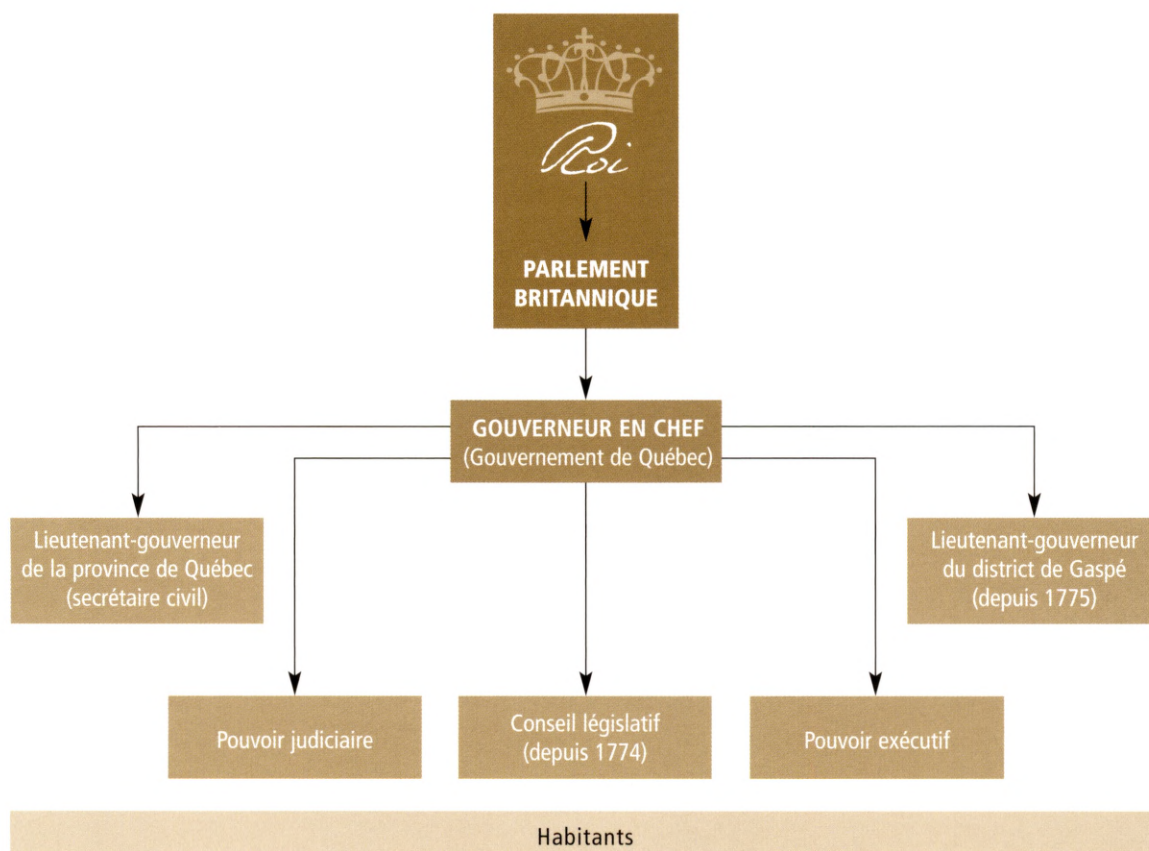 Roi
PARLEMENT
BRITANNIQUE
GOUVERNEUR EN CHEF
(Gouvernement de Québec)
Lieutenant-gouverneur
de la province de Québec
(secrétaire civil)
Lieutenant-gouverneur
du district de Gaspé
(depuis 1775)
Pouvoir judiciaire
Conseil législatif
(depuis 1774)
Pouvoir exécutif
Habitants